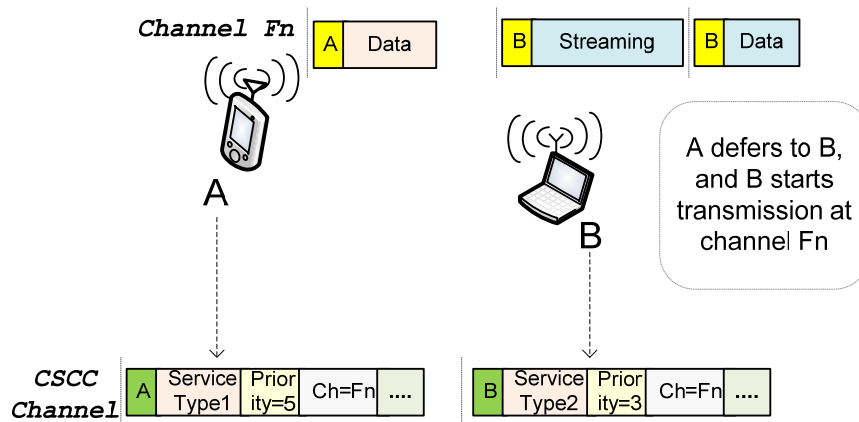 Channel Fn
A Data
B Streaming
B Data
A
B
A defers to B,
and B starts
transmission at
channel Fn
CSCC
Channel
A
Service
Type1
Prior
ity=5
Ch=Fn
....
B
Service
Type2
Prior
ity=3
Ch=Fn
....